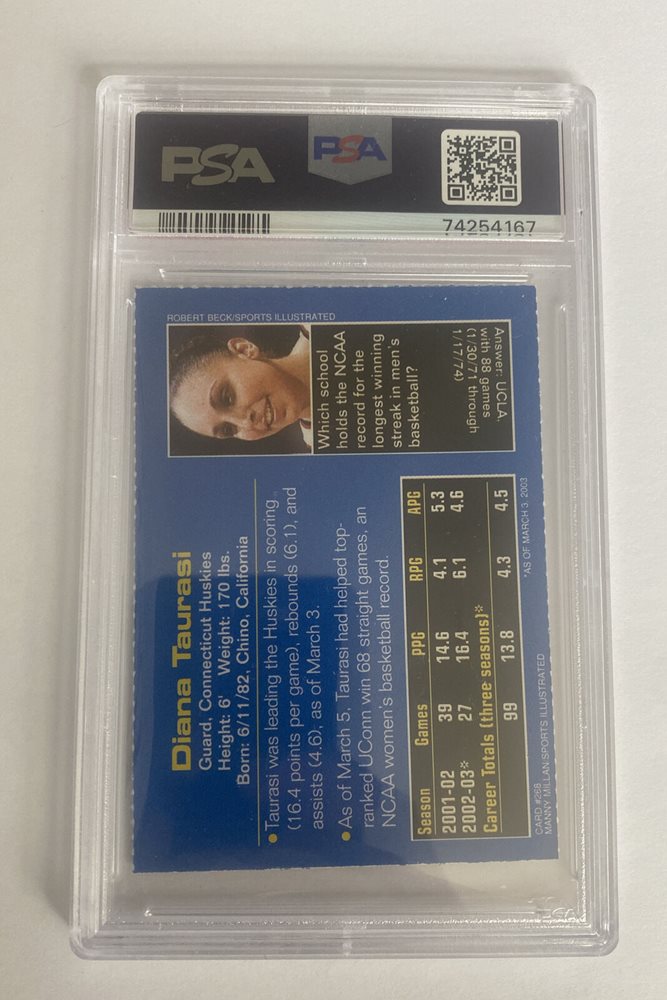 PSA
PSA
74254167
ROBERT BECK/SPORTS ILLUSTRATED
Which school
holds the NCAA
record for the
longest winning
streak in men's
basketball?
Answer: UCLA,
with 88 games
(1/30/71 through
1/17/74)
Diana Taurasi
Guard, Connecticut Huskies
Height: 6' Weight: 170 lbs.
Born: 6/11/82, Chino, California
• Taurasi was leading the Huskies in scoring
(16.4 points per game), rebounds (6.1), and
assists (4.6), as of March 3.
• As of March 5, Taurasi had helped top-
ranked UConn win 68 straight games, an
NCAA women's basketball record.
Season Games PPG RPG APG
2001-02 39 14.6 4.1 5.3
2002-03* 27 16.4 6.1 4.6
Career Totals (three seasons)*
99 13.8 4.3 4.5
*AS OF MARCH 3, 2003
CARD #268
MANNY MILLAN/SPORTS ILLUSTRATED
PSA